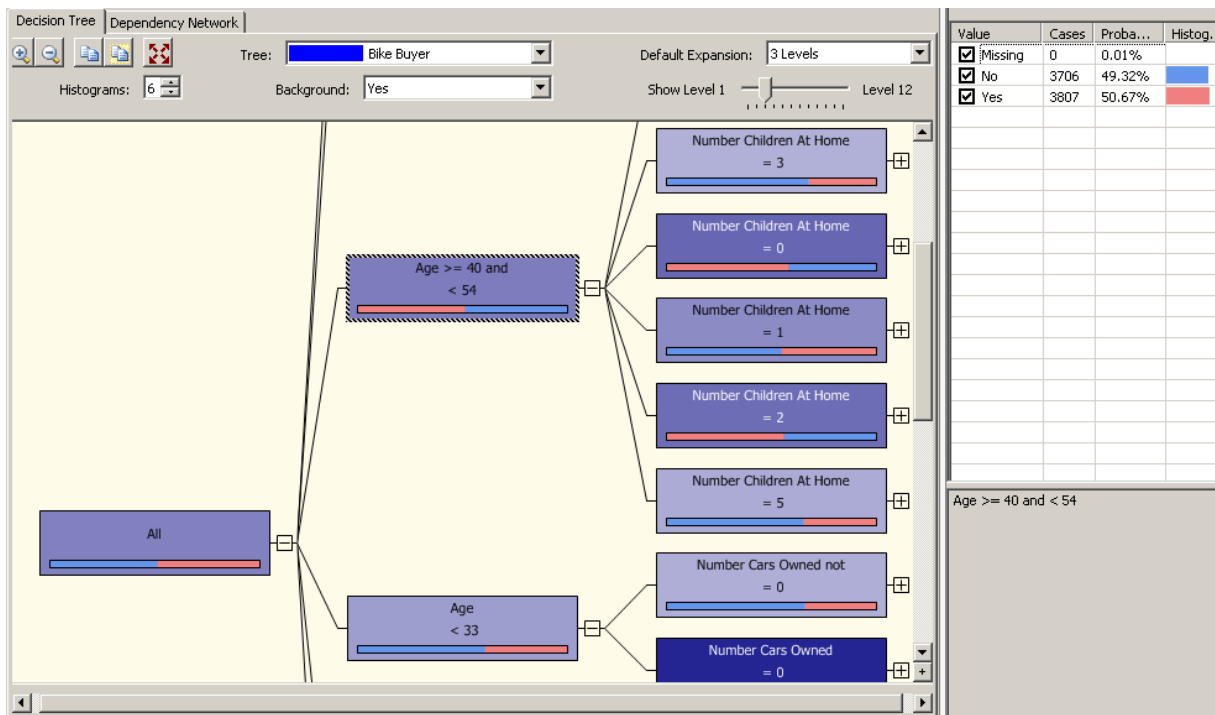 Decision Tree Dependency Network
Tree: Bike Buyer Default Expansion: 3 Levels
Histograms: 6 Background: Yes Show Level 1 Level 12
Number Children At Home
= 3
Number Children At Home
= 0
Age >= 40 and
< 54
Number Children At Home
= 1
Number Children At Home
= 2
Number Children At Home
= 5
All
Number Cars Owned not
= 0
Age
< 33
Number Cars Owned
= 0
Value Cases Proba... Histog.
Missing 0 0.01%
No 3706 49.32%
Yes 3807 50.67%
Age >= 40 and < 54